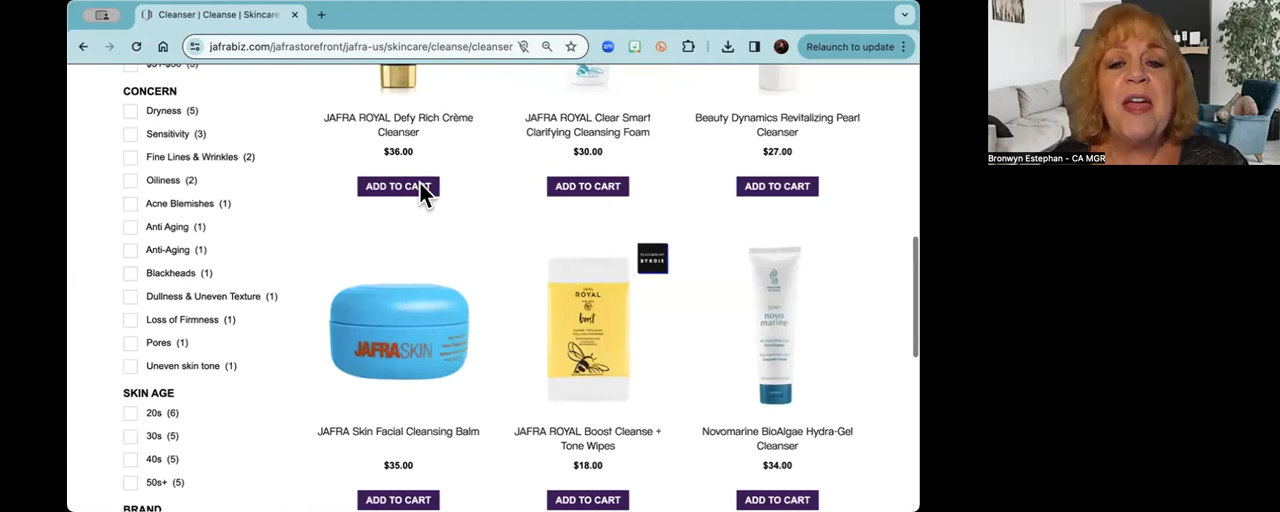 Cleanser | Cleanse | Skincare
jafrabiz.com/jafrastorefront/jafra-us/skincare/cleanse/cleanser
Relaunch to update
CONCERN
Dryness (5)
Sensitivity (3)
Fine Lines & Wrinkles (2)
Oiliness (2)
Acne Blemishes (1)
Anti Aging (1)
Anti-Aging (1)
Blackheads (1)
Dullness & Uneven Texture (1)
Loss of Firmness (1)
Pores (1)
Uneven skin tone (1)
SKIN AGE
20s (6)
30s (5)
40s (5)
50s+ (5)
BRAND
JAFRA ROYAL Defy Rich Crème
Cleanser
$36.00
ADD TO CART
JAFRA ROYAL Clear Smart
Clarifying Cleansing Foam
$30.00
ADD TO CART
Beauty Dynamics Revitalizing Pearl
Cleanser
$27.00
ADD TO CART
JAFRASKIN
JAFRA Skin Facial Cleansing Balm
$35.00
ADD TO CART
BYRDIE
ROYAL
boost
JAFRA ROYAL Boost Cleanse +
Tone Wipes
$18.00
ADD TO CART
novo
marine
Novomarine BioAlgae Hydra-Gel
Cleanser
$34.00
ADD TO CART
Bronwyn Estephan - CA MGR